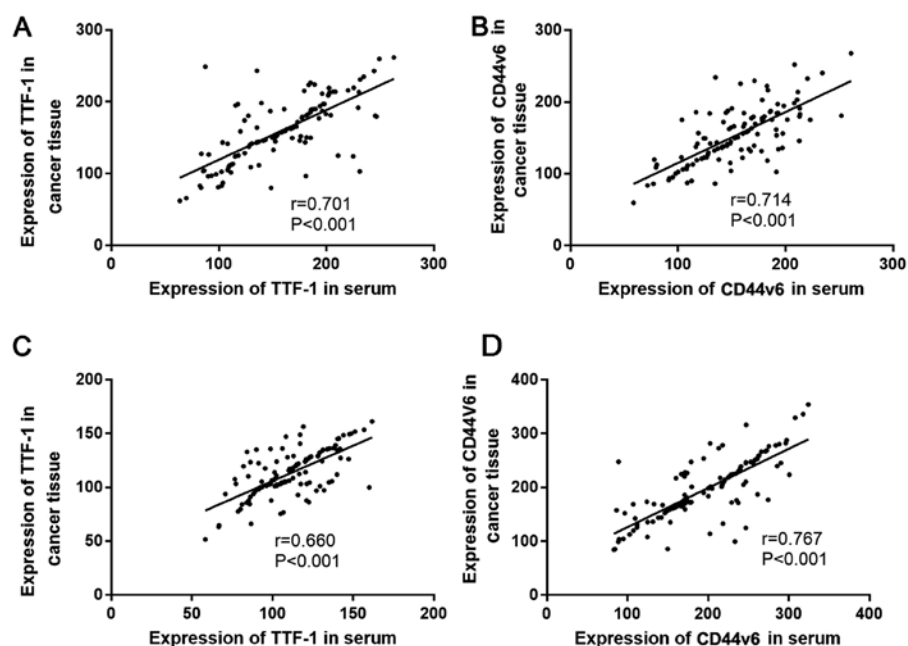 A
Expression of TTF-1 in
cancer tissue
300
200
100
0
0
100
200
300
r=0.701
P<0.001
Expression of TTF-1 in serum
B
Expression of CD44v6 in
cancer tissue
300
200
100
0
0
100
200
300
r=0.714
P<0.001
Expression of CD44v6 in serum
C
Expression of TTF-1 in
cancer tissue
200
150
100
50
0
0
50
100
150
200
r=0.660
P<0.001
Expression of TTF-1 in serum
D
Expression of CD44V6 in
cancer tissue
400
300
200
100
0
0
100
200
300
400
r=0.767
P<0.001
Expression of CD44v6 in serum